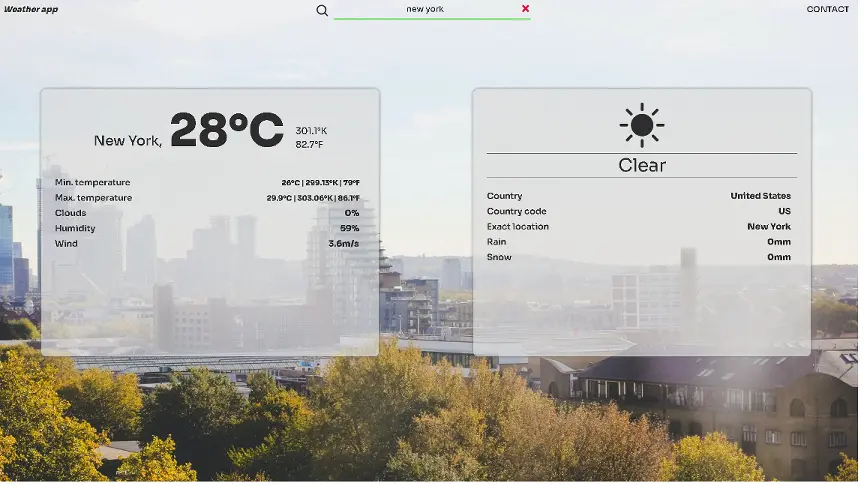 Weather app
new york
CONTACT
New York, 28°C
301.1°K
82.7°F
Min. temperature 26°C | 299.13°K | 79°F
Max. temperature 29.9°C | 303.06°K | 86.1°F
Clouds 0%
Humidity 59%
Wind 3.6m/s
Clear
Country United States
Country code US
Exact location New York
Rain 0mm
Snow 0mm